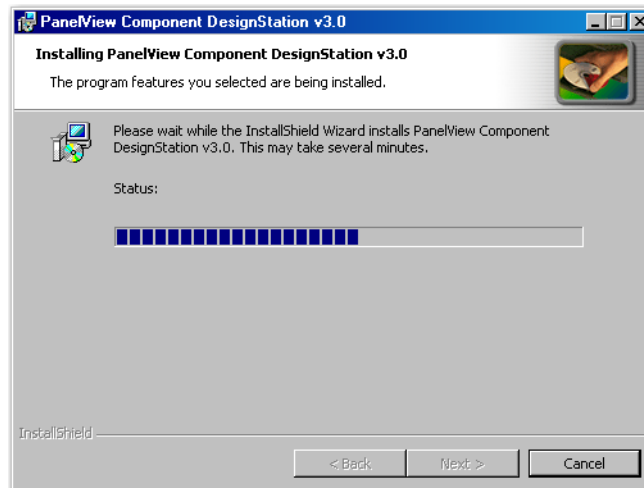 PanelView Component DesignStation v3.0
Installing PanelView Component DesignStation v3.0
The program features you selected are being installed.
Please wait while the InstallShield Wizard installs PanelView Component
DesignStation v3.0. This may take several minutes.
Status:
InstallShield
< Back
Next >
Cancel